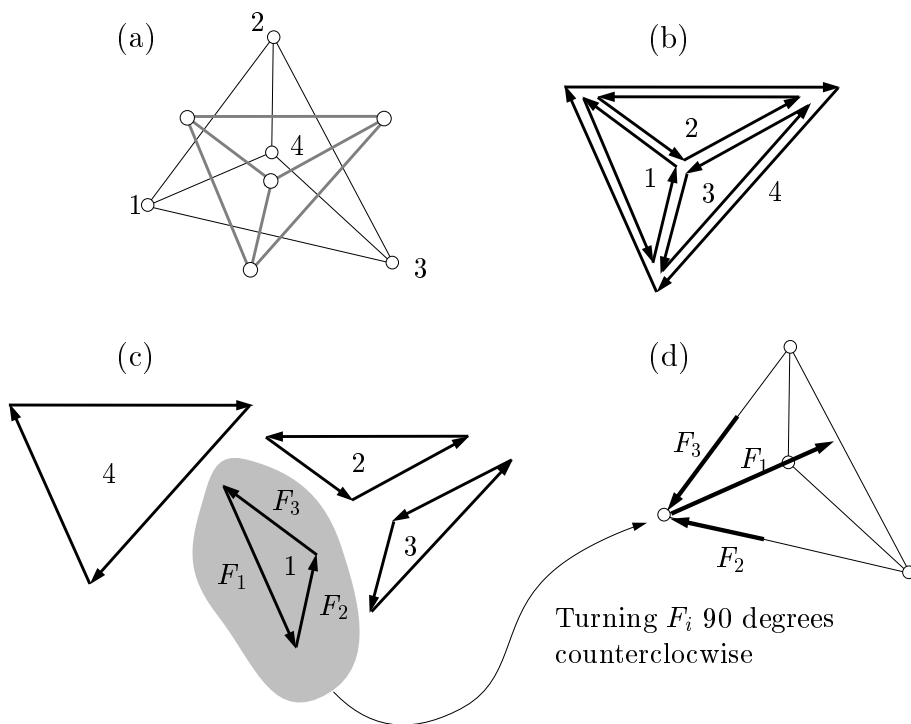 (a)
2
4
1
3
(b)
2
1
3
4
(c)
4
2
3
F₃
1
F₁
F₂
(d)
F₃
F₁
F₂
Turning Fᵢ 90 degrees
counterclocwise